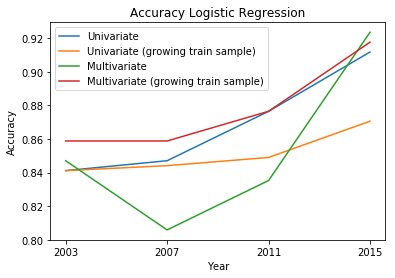 Accuracy Logistic Regression
Univariate
Univariate (growing train sample)
Multivariate
Multivariate (growing train sample)
0.92
0.90
0.88
0.86
0.84
0.82
0.80
Accuracy
2003 2007 2011 2015
Year